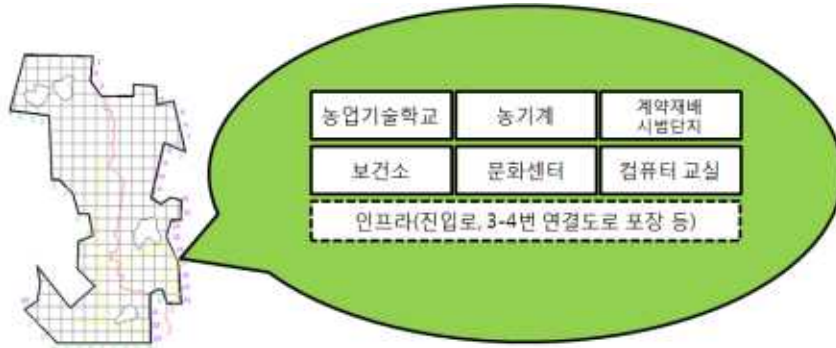 농업기술학교
농기계
계약재배
시범단지
보건소
문화센터
컴퓨터 교실
인프라(진입로, 3-4번 연결도로 포장 등)